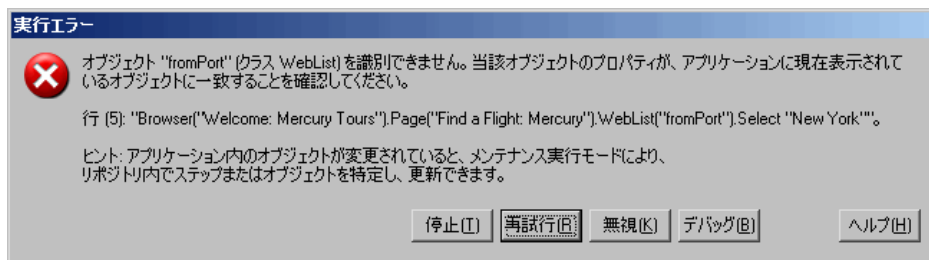 実行エラー
オブジェクト "fromPort" (クラス WebList) を識別できません。当該オブジェクトのプロパティが、アプリケーションに現在表示されて
いるオブジェクトに一致することを確認してください。
行 (5): "Browser("Welcome: Mercury Tours").Page("Find a Flight: Mercury").WebList("fromPort").Select "New York""。
ヒント: アプリケーション内のオブジェクトが変更されていると、メンテナンス実行モードにより、
リポジトリ内でステップまたはオブジェクトを特定し、更新できます。
停止(T) 再試行(R) 無視(K) デバッグ(B) ヘルプ(H)